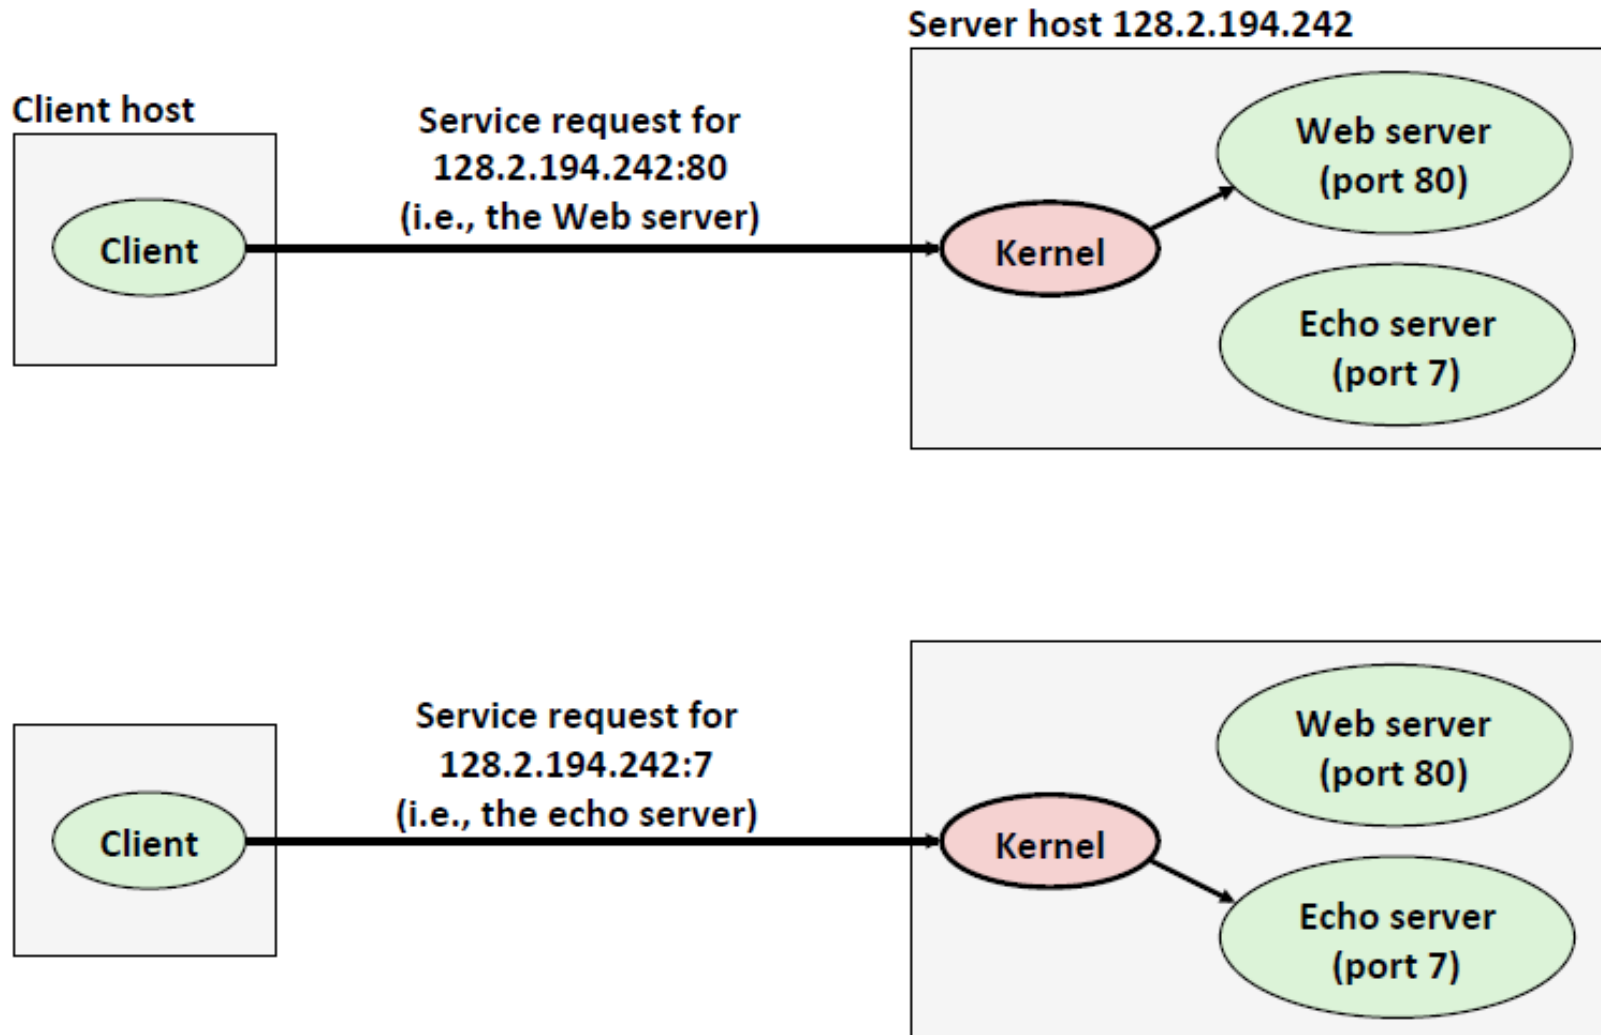 Server host 128.2.194.242
Client host
Service request for
128.2.194.242:80
(i.e., the Web server)
Client
Kernel
Web server
(port 80)
Echo server
(port 7)
Service request for
128.2.194.242:7
(i.e., the echo server)
Client
Kernel
Web server
(port 80)
Echo server
(port 7)